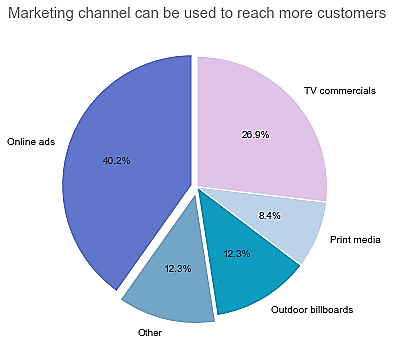 Marketing channel can be used to reach more customers
TV commercials
Online ads
26.9%
40.2%
8.4%
Print media
12.3%
12.3%
Outdoor billboards
Other